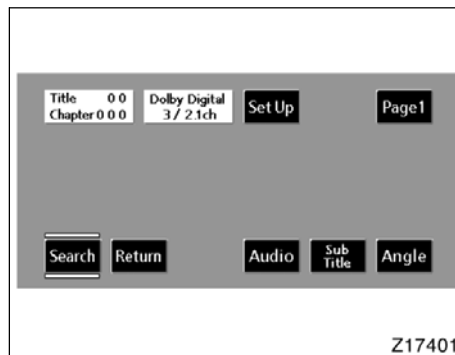 Title 0 0
Chapter 0 0 0
Dolby Digital
3 / 2.1ch
Set Up
Page1
Search
Return
Audio
Sub
Title
Angle
Z17401